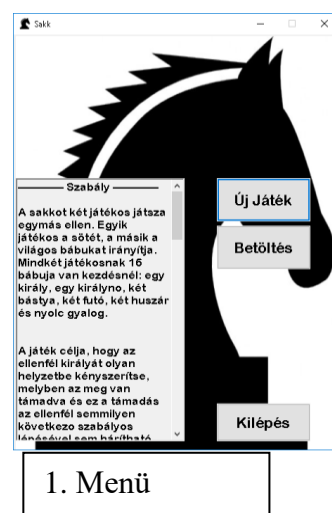 Sakk
Szabály
A sakkot két játékos játsza
egymás ellen. Egyik
játékos a sötét, a másik a
világos bábukat irányítja.
Mindkét játékosnak 16
bábuja van kezdésnél: egy
király, egy királyno, két
bástya, két futó, két huszár
és nyolc gyalog.
A játék célja, hogy az
ellenfél királyát olyan
helyzetbe kényszerítse,
melyben az meg van
támadva és ez a támadás
az ellenfél semmilyen
következo szabályos
lépésével sem hárítható
Új Játék
Betöltés
Kilépés
1. Menü